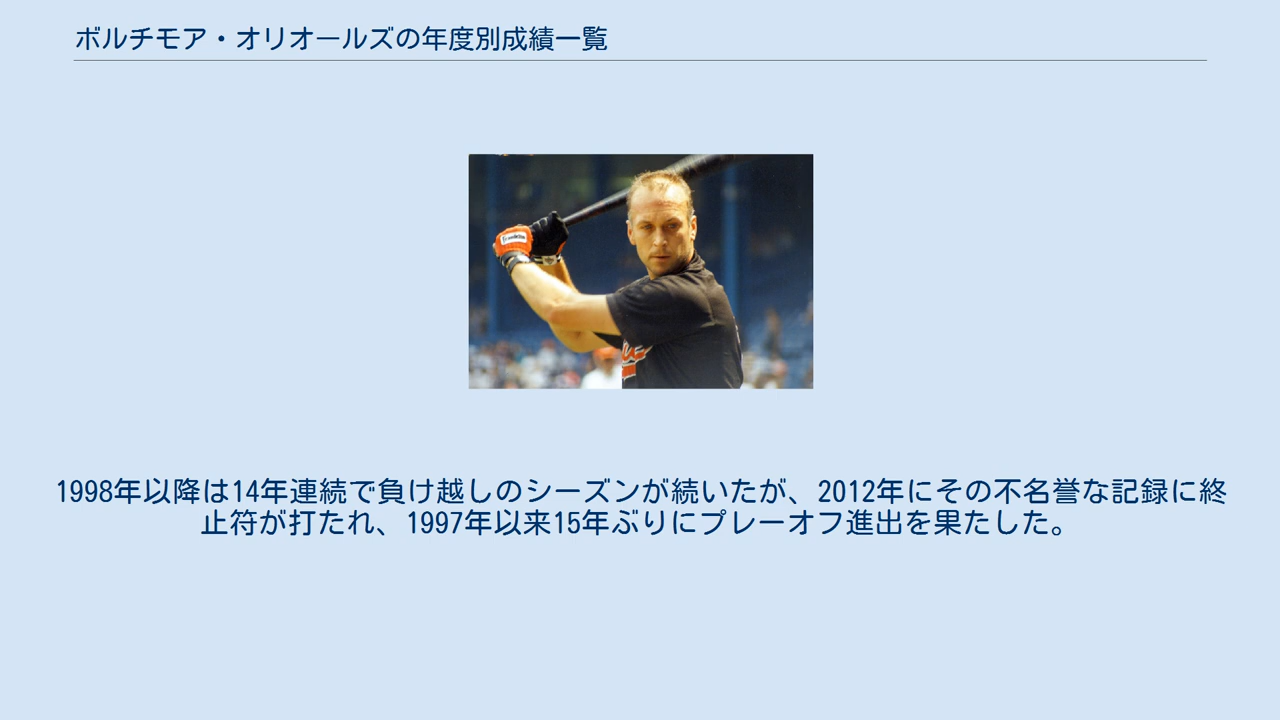 ボルチモア・オリオールズの年度別成績一覧
Franklin
1998年以降は14年連続で負け越しのシーズンが続いたが、2012年にその不名誉な記録に終
止符が打たれ、1997年以来15年ぶりにプレーオフ進出を果たした。